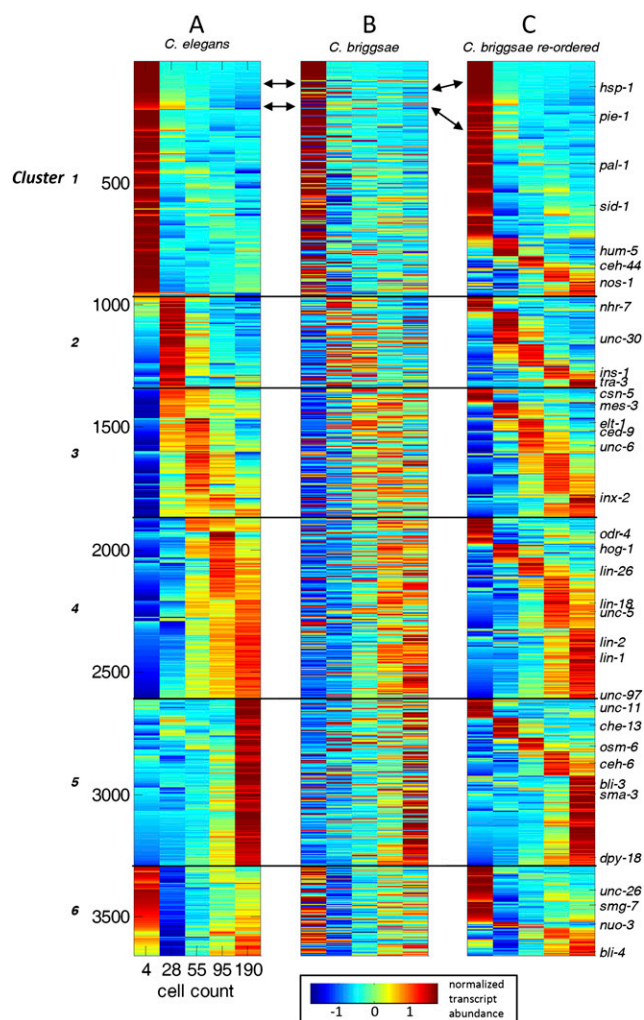 A B C
C. elegans C. briggsae C. briggsae re-ordered
Cluster 1
2
3
4
5
6
500
1000
1500
2000
2500
3000
3500
hsp-1
pie-1
pal-1
sid-1
hum-5
ceh-44
nos-1
nhr-7
unc-30
ins-1
tra-3
csn-5
mes-3
elt-1
ced-9
unc-6
inx-2
odr-4
hog-1
lin-26
lin-18
unc-5
lin-2
lin-1
unc-97
unc-11
che-13
osm-6
ceh-6
bli-3
sma-3
dpy-18
unc-26
smg-7
nuo-3
bli-4
4 28 55 95 190
cell count
-1 0 1
normalized
transcript
abundance